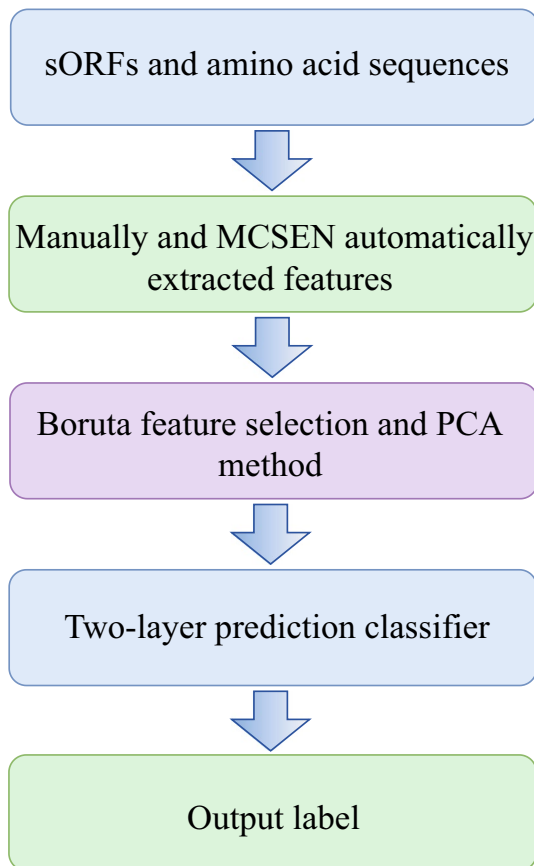 sORFs and amino acid sequences
Manually and MCSEN automatically
extracted features
Boruta feature selection and PCA
method
Two-layer prediction classifier
Output label